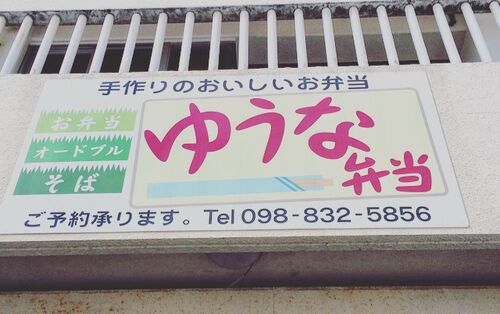 手作りのおいしいお弁当
お弁当
オードブル
そば
ゆうな
弁当
ご予約承ります。Tel 098-832-5856